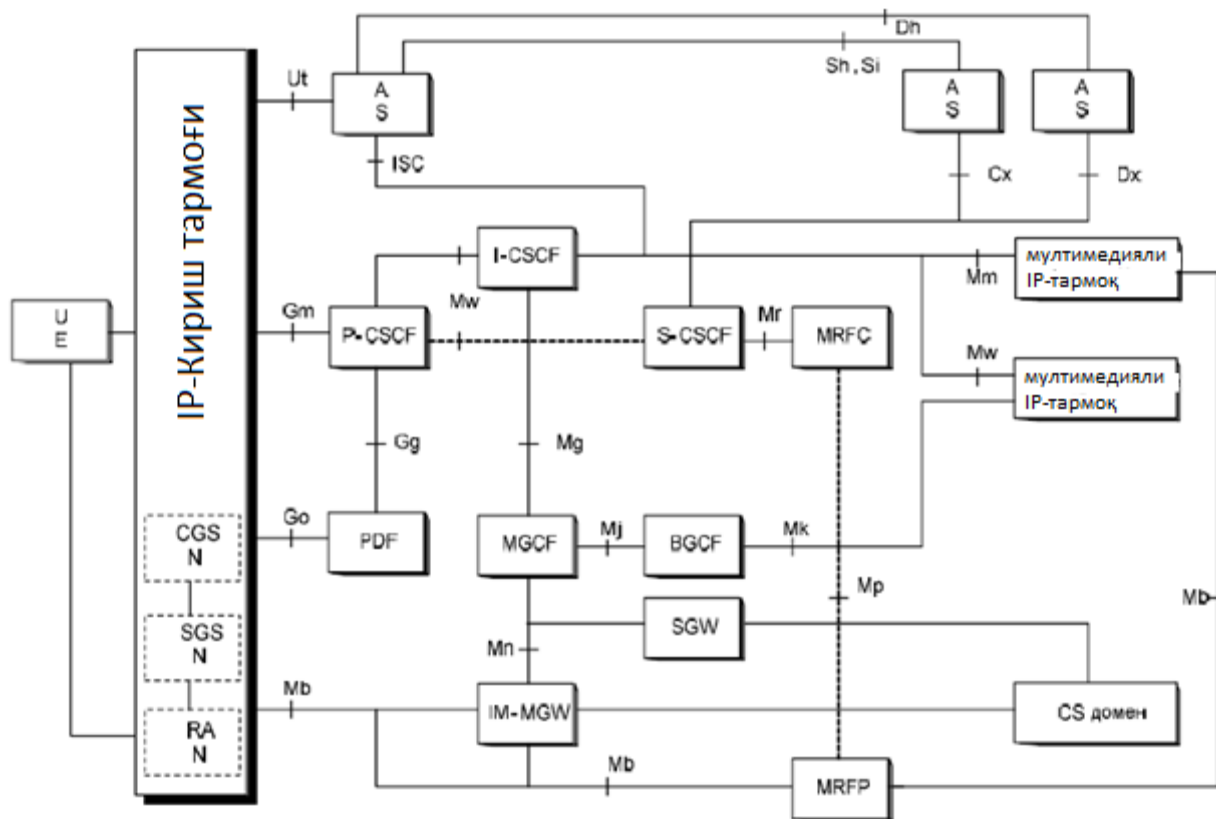 Dh
Sh, Si
Ut
A
S
A
S
A
S
ISC
Cx
Dx
IP-Кириш тармоғи
I-CSCF
мултимедияли
IP-тармоқ
Mm
Mw
U
E
Gm
P-CSCF
S-CSCF
Mr
MRFC
Mw
мултимедияли
IP-тармоқ
Gg
Mg
Go
PDF
MGCF
Mj
BGCF
Mk
CGS
N
Mp
Mb
SGS
N
SGW
Mn
Mb
IM-MGW
CS домен
RA
N
Mb
MRFP